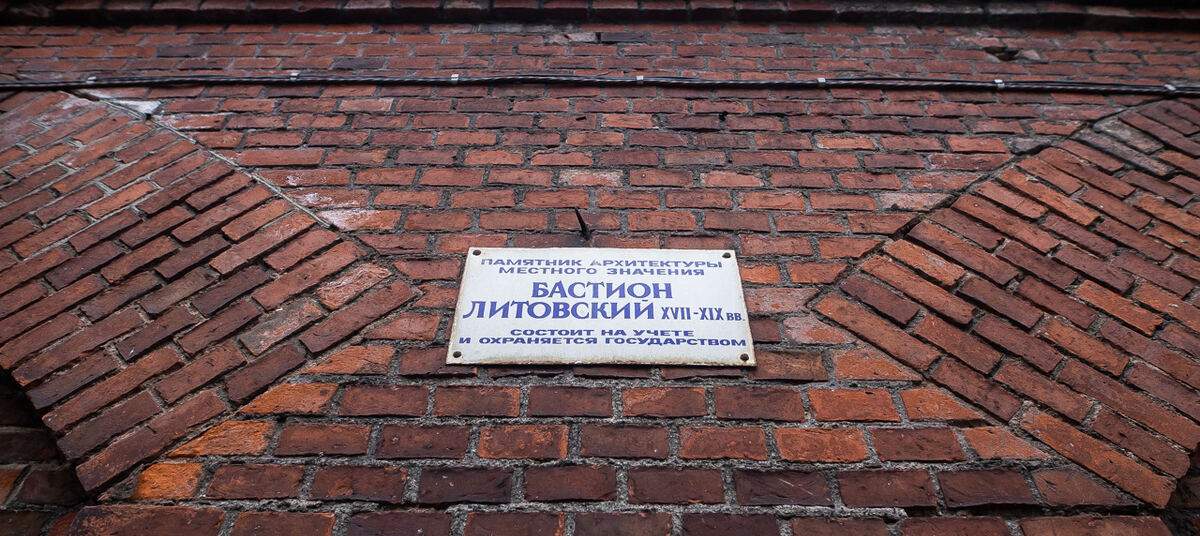 ПАМЯТНИК АРХИТЕКТУРЫ
МЕСТНОГО ЗНАЧЕНИЯ
БАСТИОН
ЛИТОВСКИЙ XVII-XIX ВВ.
СОСТОИТ НА УЧЕТЕ
И ОХРАНЯЕТСЯ ГОСУДАРСТВОМ